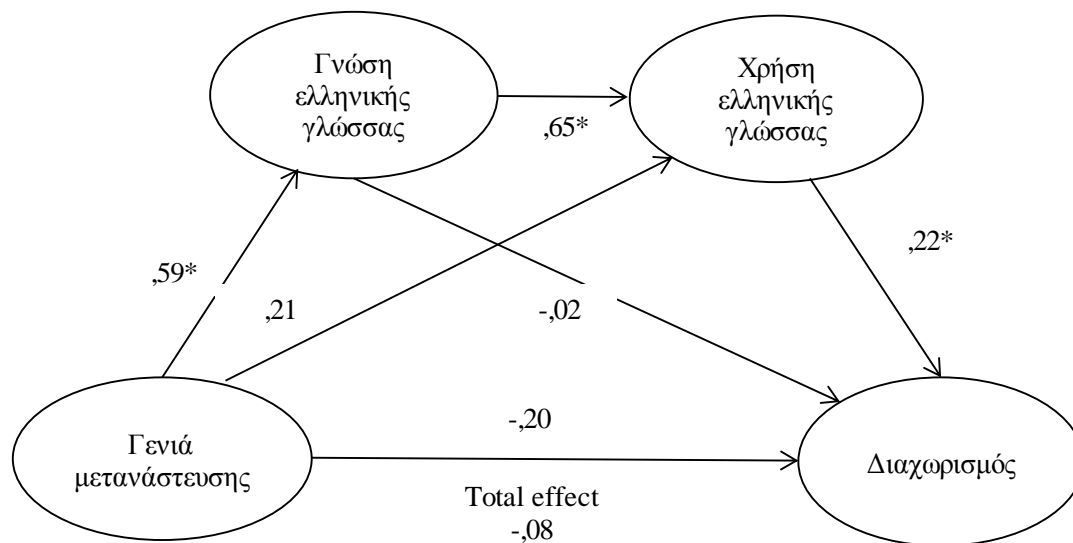 Γνώση
ελληνικής
γλώσσας
Χρήση
ελληνικής
γλώσσας
,65*
,59*
,21
-,02
,22*
Γενιά
μετανάστευσης
-,20
Total effect
-,08
Διαχωρισμός